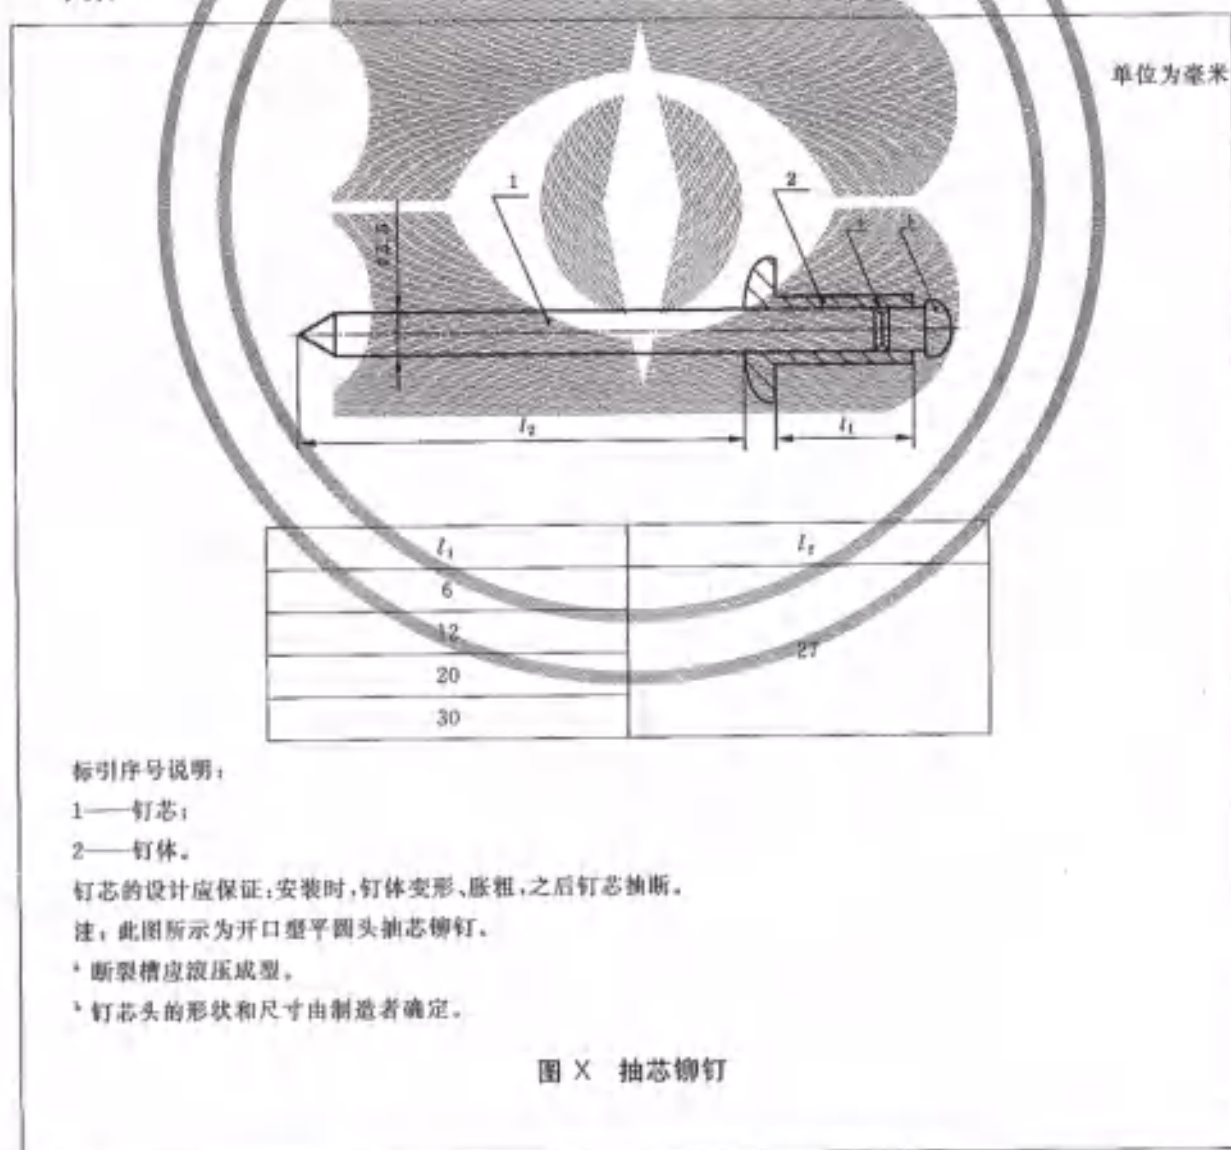 单位为毫米
1
2
l₂
l₁
l₁
l₂
6
12
27
20
30
标引序号说明:
1——钉芯;
2——钉体。
钉芯的设计应保证:安装时,钉体变形、胀粗,之后钉芯抽断。
注:此图所示为开口型平圆头抽芯铆钉。
ᵃ 断裂槽应滚压成型。
ᵇ 钉芯头的形状和尺寸由制造者确定。
图 X 抽芯铆钉